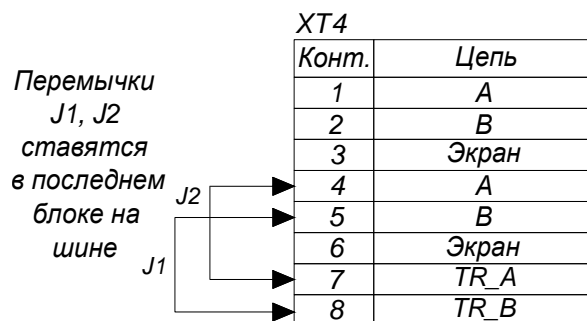 XT4
Конт. Цепь
Перемычки
J1, J2
ставятся
в последнем
блоке на
шине
J2
J1
1 A
2 B
3 Экран
4 A
5 B
6 Экран
7 TR_A
8 TR_B